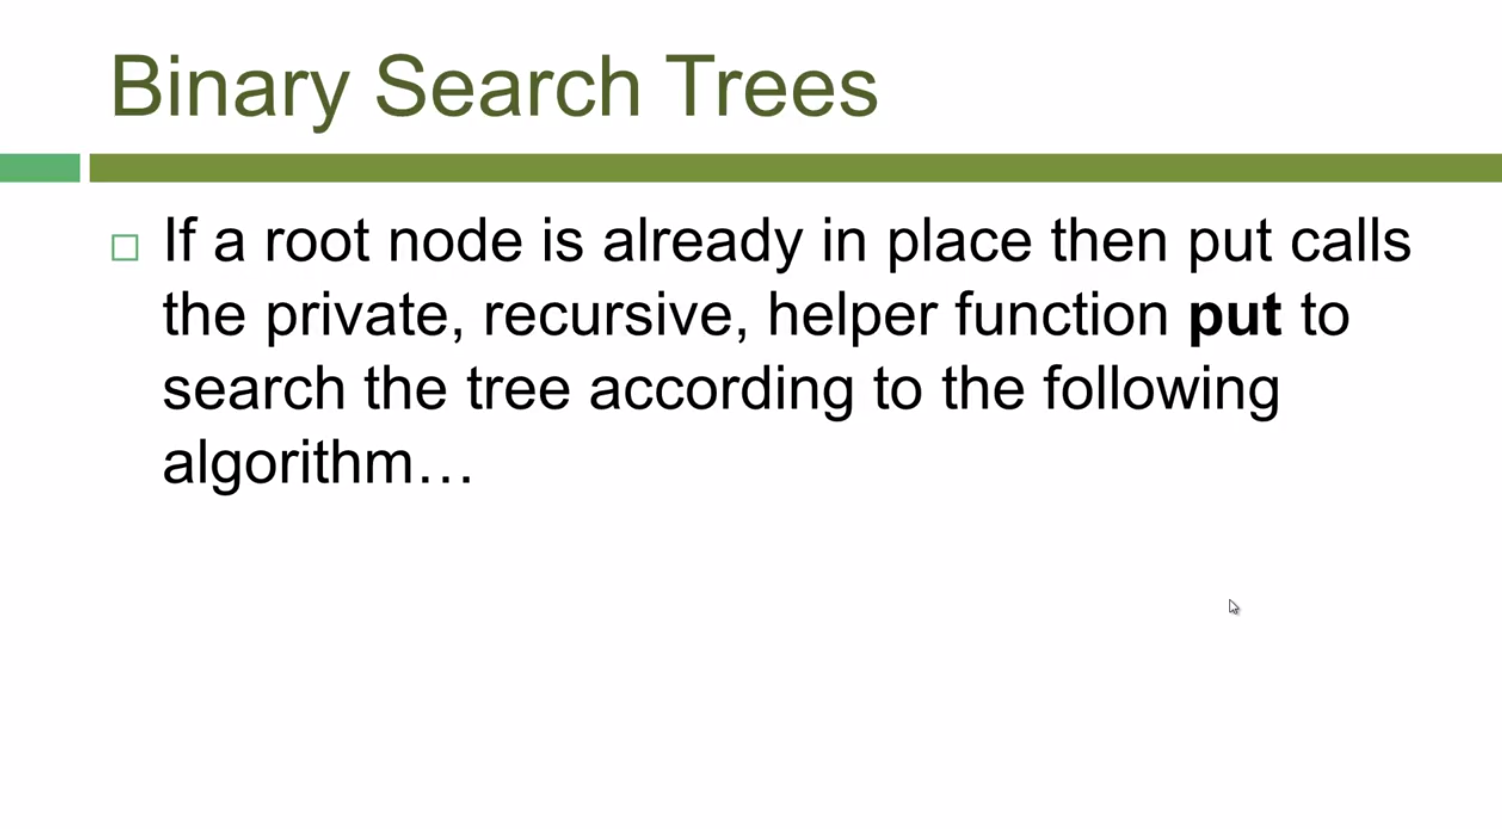 Binary Search Trees
If a root node is already in place then put calls
the private, recursive, helper function put to
search the tree according to the following
algorithm…